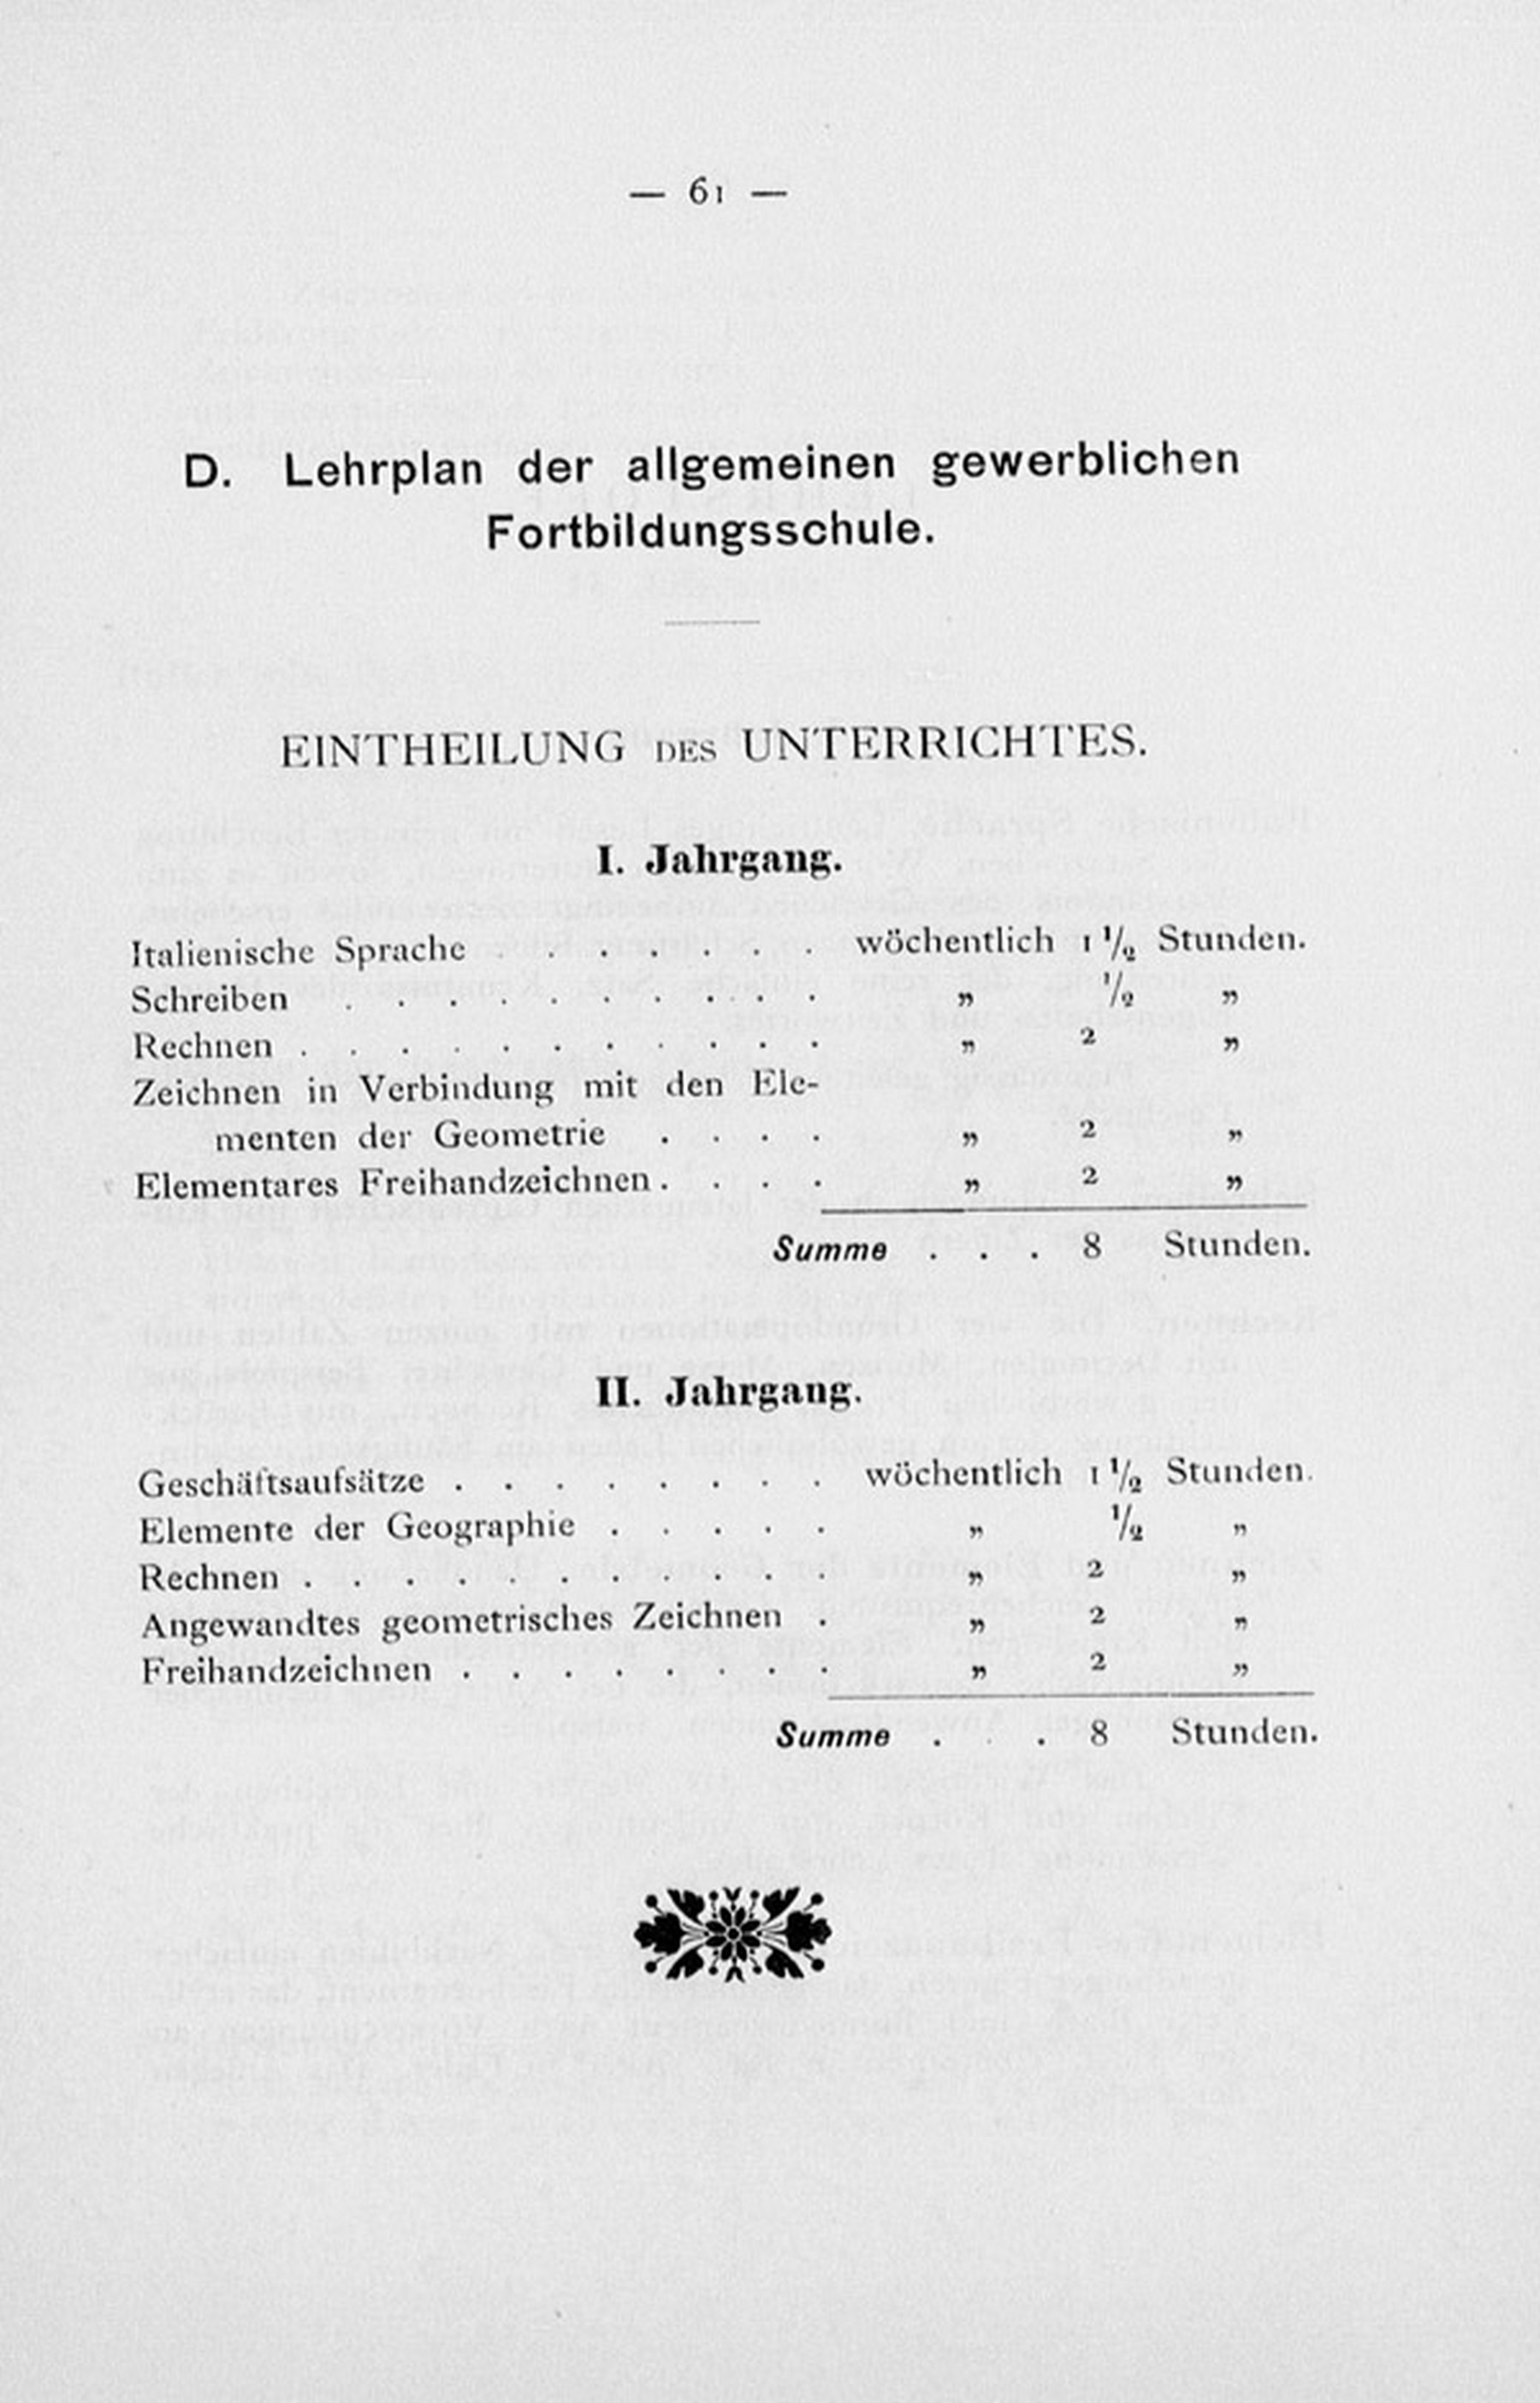 — 61 —
D. Lehrplan der allgemeinen gewerblichen
Fortbildungsschule.
EINTHEILUNG DES UNTERRICHTES.
I. Jahrgang.
Italienische Sprache . . . . . . . wöchentlich 1 1/2 Stunden.
Schreiben . . . . . . . . . . „ 1/2 „
Rechnen . . . . . . . . . . . „ 2 „
Zeichnen in Verbindung mit den Ele-
menten der Geometrie . . . . „ 2 „
Elementares Freihandzeichnen . . . . „ 2 „
Summe . . . 8 Stunden.
II. Jahrgang.
Geschäftsaufsätze . . . . . . . . wöchentlich 1 1/2 Stunden.
Elemente der Geographie . . . . . „ 1/2 „
Rechnen . . . . . . . . . . . „ 2 „
Angewandtes geometrisches Zeichnen . „ 2 „
Freihandzeichnen . . . . . . . . „ 2 „
Summe . . . 8 Stunden.